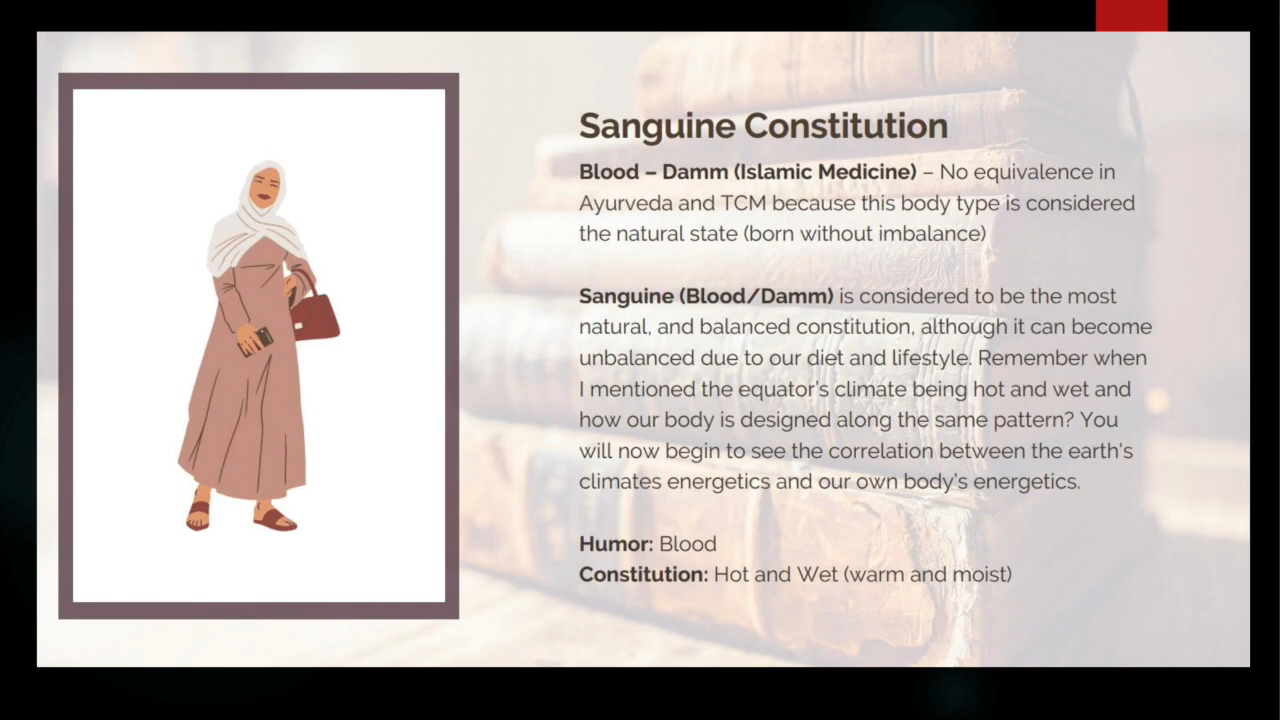 Sanguine Constitution
Blood – Damm (Islamic Medicine) – No equivalence in
Ayurveda and TCM because this body type is considered
the natural state (born without imbalance)
Sanguine (Blood/Damm) is considered to be the most
natural, and balanced constitution, although it can become
unbalanced due to our diet and lifestyle. Remember when
I mentioned the equator's climate being hot and wet and
how our body is designed along the same pattern? You
will now begin to see the correlation between the earth's
climates energetics and our own body's energetics.
Humor: Blood
Constitution: Hot and Wet (warm and moist)